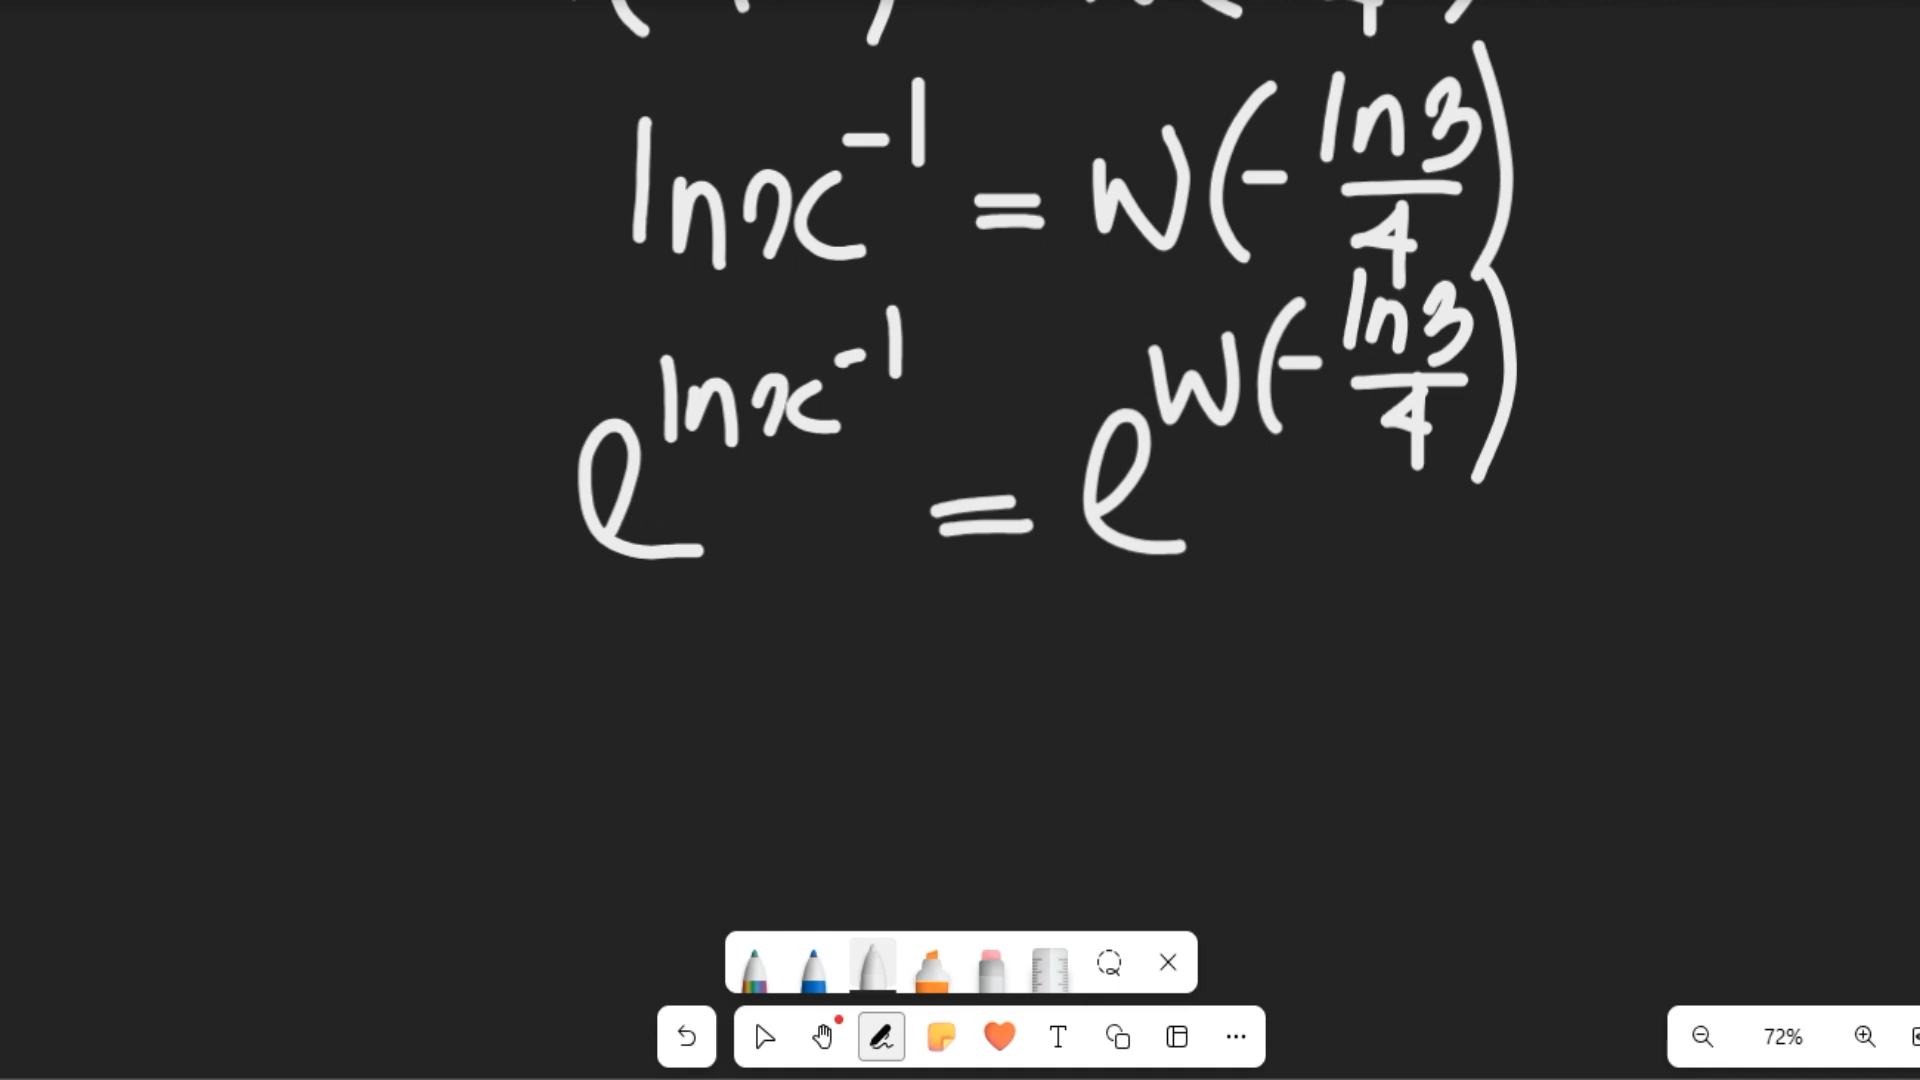 ln x^-1 = W(-ln3/4)
e^ln x^-1 = e^W(-ln3/4)
T
72%